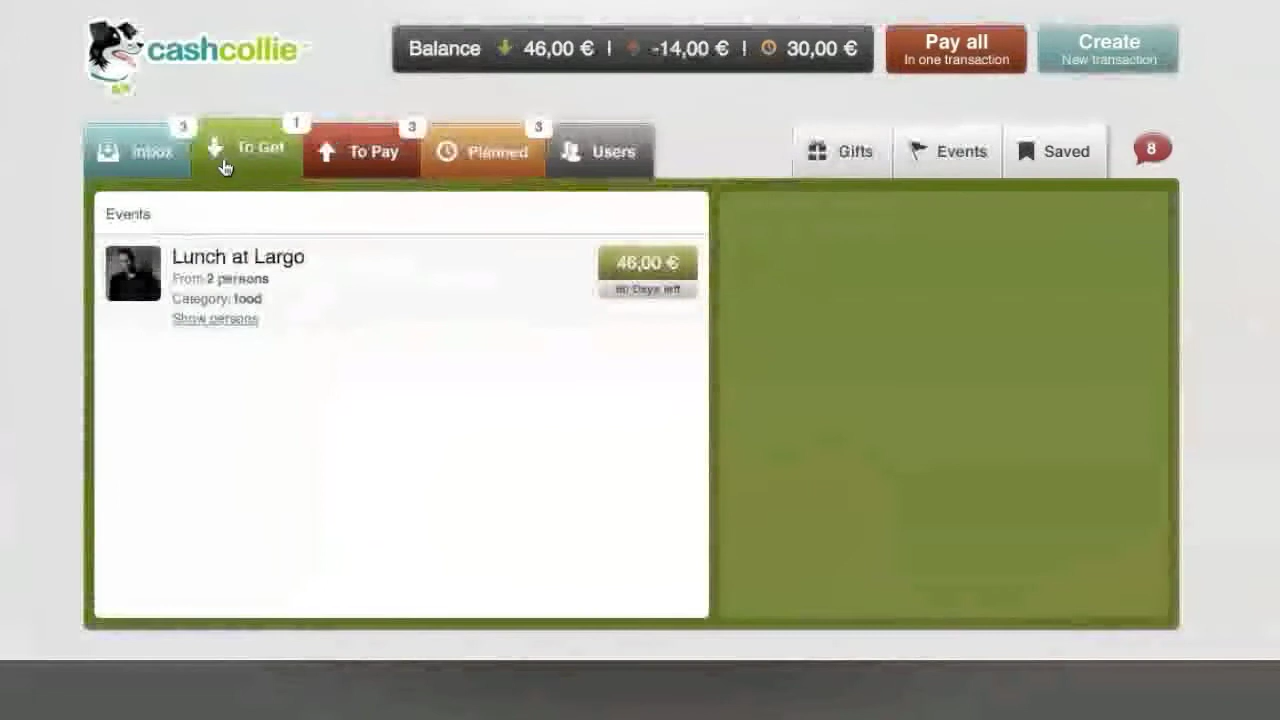 cashcollie
Balance 46,00 € | -14,00 € | 30,00 €
Pay all
In one transaction
Create
New transaction
3
1
3
3
Inbox
To Get
To Pay
Planned
Users
Gifts
Events
Saved
8
Events
Lunch at Largo
46,00 €
From 2 persons
Days left
Category: food
Show persons